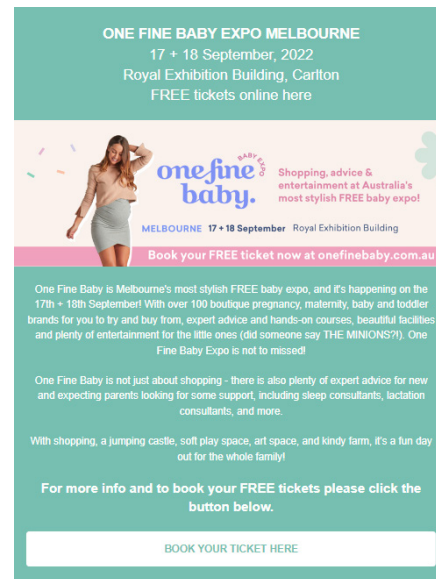 ONE FINE BABY EXPO MELBOURNE
17 + 18 September, 2022
Royal Exhibition Building, Carlton
FREE tickets online here
one fine
baby.
BABY EXPO
Shopping, advice &
entertainment at Australia's
most stylish FREE baby expo!
MELBOURNE 17 + 18 September Royal Exhibition Building
Book your FREE ticket now at onefinebaby.com.au
One Fine Baby is Melbourne's most stylish FREE baby expo, and it's happening on the
17th + 18th September! With over 100 boutique pregnancy, maternity, baby and toddler
brands for you to try and buy from, expert advice and hands-on courses, beautiful facilities
and plenty of entertainment for the little ones (did someone say THE MINIONS?!). One
Fine Baby Expo is not to missed!
One Fine Baby is not just about shopping - there is also plenty of expert advice for new
and expecting parents looking for some support, including sleep consultants, lactation
consultants, and more.
With shopping, a jumping castle, soft play space, art space, and kindy farm, it's a fun day
out for the whole family!
For more info and to book your FREE tickets please click the
button below.
BOOK YOUR TICKET HERE